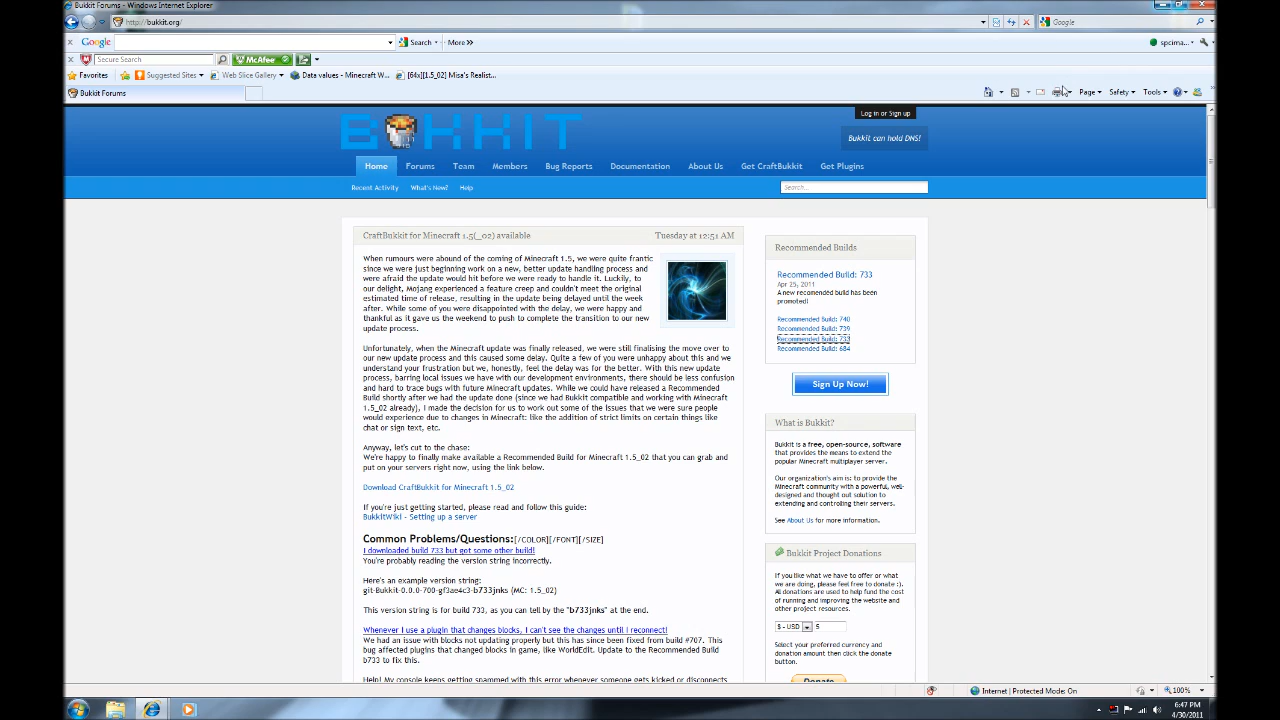 Bukkit Forums - Windows Internet Explorer
http://bukkit.org/
Google
Google
Search
More »
spcima...
Secure Search
McAfee
Favorites
Suggested Sites
Web Slice Gallery
Data values - Minecraft W...
[64x][1.5_02] Misa's Realist...
Bukkit Forums
Page
Safety
Tools
Log in or Sign up
BUKKIT
Bukkit can hold DNS!
Home
Forums
Team
Members
Bug Reports
Documentation
About Us
Get CraftBukkit
Get Plugins
Recent Activity
What's New?
Help
Search...
CraftBukkit for Minecraft 1.5(_02) available
Tuesday at 12:51 AM
When rumours were abound of the coming of Minecraft 1.5, we were quite frantic
since we were just beginning work on a new, better update handling process and
were afraid the update would hit before we were ready to handle it. Luckily, to
our delight, Mojang experienced a feature creep and couldn't meet the original
estimated time of release, resulting in the update being delayed until the week
after. While some of you were disappointed with the delay, we were happy and
thankful as it gave us the weekend to push to complete the transition to our new
update process.
Unfortunately, when the Minecraft update was finally released, we were still finalising the move over to
our new update process and this caused some delay. Quite a few of you were unhappy about this and we
understand your frustration but we, honestly, feel the delay was for the better. With this new update
process, barring local issues we have with our development environments, there should be less confusion
and hard to trace bugs with future Minecraft updates. While we could have released a Recommended
Build shortly after we had the update done (since we had Bukkit compatible and working with Minecraft
1.5_02 already), I made the decision for us to work out some of the issues that we were sure people
would experience due to changes in Minecraft: like the addition of strict limits on certain things like
chat or sign text, etc.
Anyway, let's cut to the chase:
We're happy to finally make available a Recommended Build for Minecraft 1.5_02 that you can grab and
put on your servers right now, using the link below.
Download CraftBukkit for Minecraft 1.5_02
If you're just getting started, please read and follow this guide:
BukkitWiki - Setting up a server
Common Problems/Questions:[/COLOR][/FONT][/SIZE]
I downloaded build 733 but got some other build!
You're probably reading the version string incorrectly.
Here's an example version string:
git-Bukkit-0.0.0-700-gf3ae4c3-b733jnks (MC: 1.5_02)
This version string is for build 733, as you can tell by the "b733jnks" at the end.
Whenever I use a plugin that changes blocks, I can't see the changes until I reconnect!
We had an issue with blocks not updating properly but this has since been fixed from build #707. This
bug affected plugins that changed blocks in game, like WorldEdit. Update to the Recommended Build
b733 to fix this.
Help! My console keeps getting spammed with this error whenever someone gets kicked or disconnects
Recommended Builds
Recommended Build: 733
Apr 25, 2011
A new recomended build has been
promoted!
Recommended Build: 740
Recommended Build: 739
Recommended Build: 733
Recommended Build: 684
Sign Up Now!
What is Bukkit?
Bukkit is a free, open-source, software
that provides the means to extend the
popular Minecraft multiplayer server.
Our organization's aim is: to provide the
Minecraft community with a powerful, well-
designed and thought out solution to
extending and controling their servers.
See About Us for more information.
Bukkit Project Donations
If you like what we have to offer or what
we are doing, please feel free to donate :).
All donations are used to help fund the cost
of running and improving the website and
other project resources.
$ - USD
5
Select your preferred currency and
donation amount then click the donate
button.
Donate
Internet | Protected Mode: On
100%
6:47 PM
4/30/2011